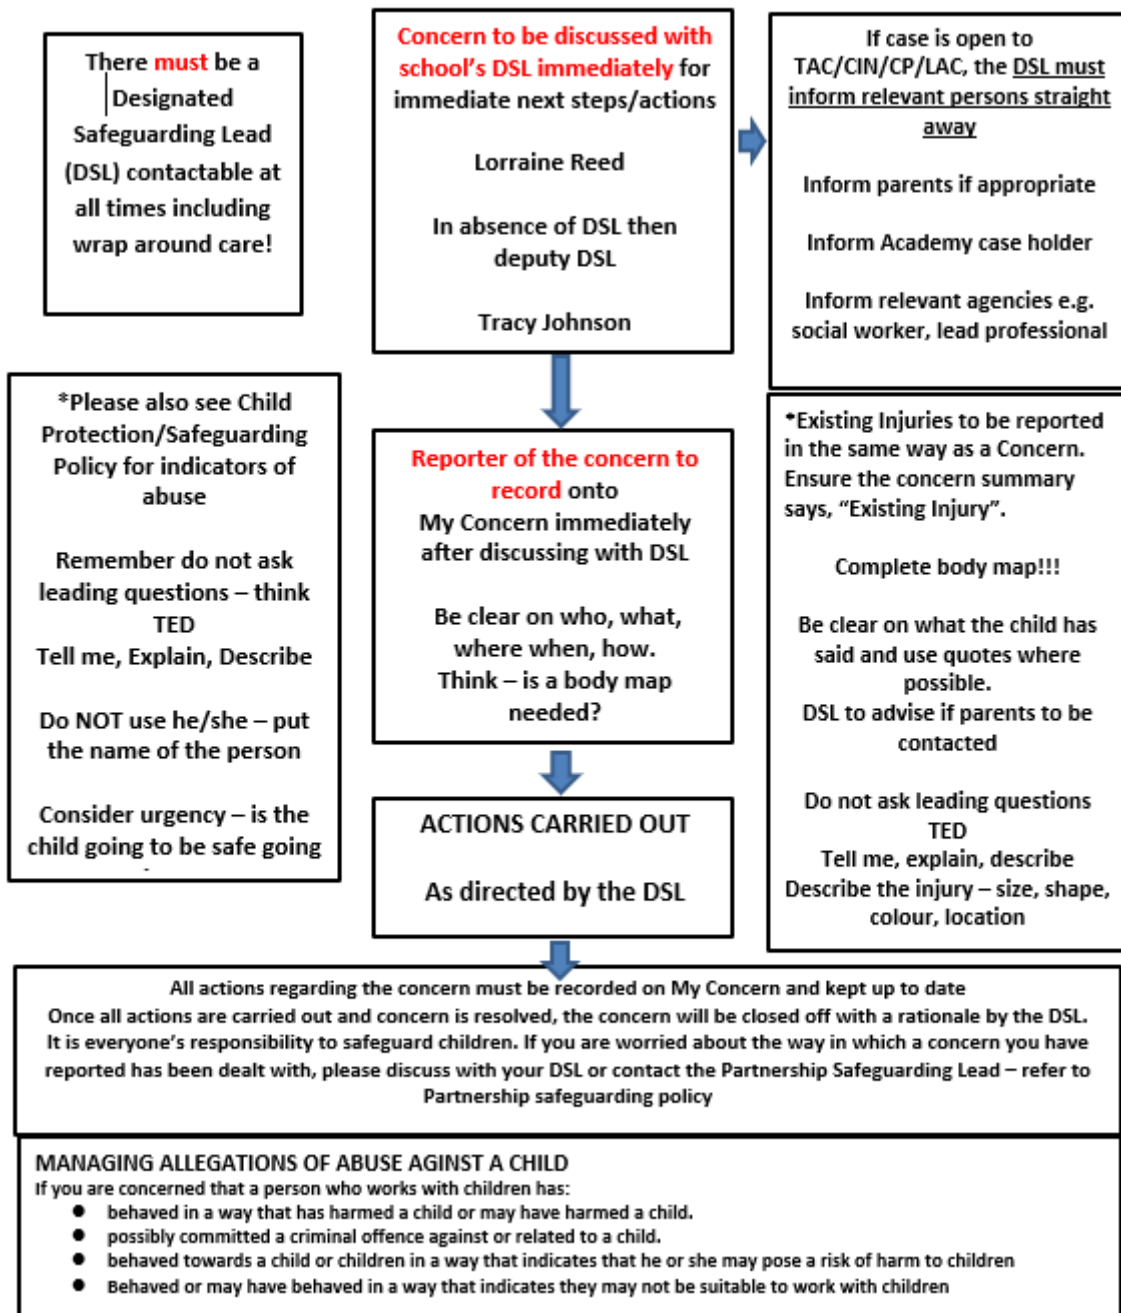 There must be a
Designated
Safeguarding Lead
(DSL) contactable at
all times including
wrap around care!
Concern to be discussed with
school's DSL immediately for
immediate next steps/actions
Lorraine Reed
In absence of DSL then
deputy DSL
Tracy Johnson
If case is open to
TAC/CIN/CP/LAC, the DSL must
inform relevant persons straight
away
Inform parents if appropriate
Inform Academy case holder
Inform relevant agencies e.g.
social worker, lead professional
*Please also see Child
Protection/Safeguarding
Policy for indicators of
abuse
Remember do not ask
leading questions – think
TED
Tell me, Explain, Describe
Do NOT use he/she – put
the name of the person
Consider urgency – is the
child going to be safe going
Reporter of the concern to
record onto
My Concern immediately
after discussing with DSL
Be clear on who, what,
where when, how.
Think – is a body map
needed?
*Existing Injuries to be reported
in the same way as a Concern.
Ensure the concern summary
says, "Existing Injury".
Complete body map!!!
Be clear on what the child has
said and use quotes where
possible.
DSL to advise if parents to be
contacted
Do not ask leading questions
TED
Tell me, explain, describe
Describe the injury – size, shape,
colour, location
ACTIONS CARRIED OUT
As directed by the DSL
All actions regarding the concern must be recorded on My Concern and kept up to date
Once all actions are carried out and concern is resolved, the concern will be closed off with a rationale by the DSL.
It is everyone's responsibility to safeguard children. If you are worried about the way in which a concern you have
reported has been dealt with, please discuss with your DSL or contact the Partnership Safeguarding Lead – refer to
Partnership safeguarding policy
MANAGING ALLEGATIONS OF ABUSE AGINST A CHILD
If you are concerned that a person who works with children has:
● behaved in a way that has harmed a child or may have harmed a child.
● possibly committed a criminal offence against or related to a child.
● behaved towards a child or children in a way that indicates that he or she may pose a risk of harm to children
● Behaved or may have behaved in a way that indicates they may not be suitable to work with children